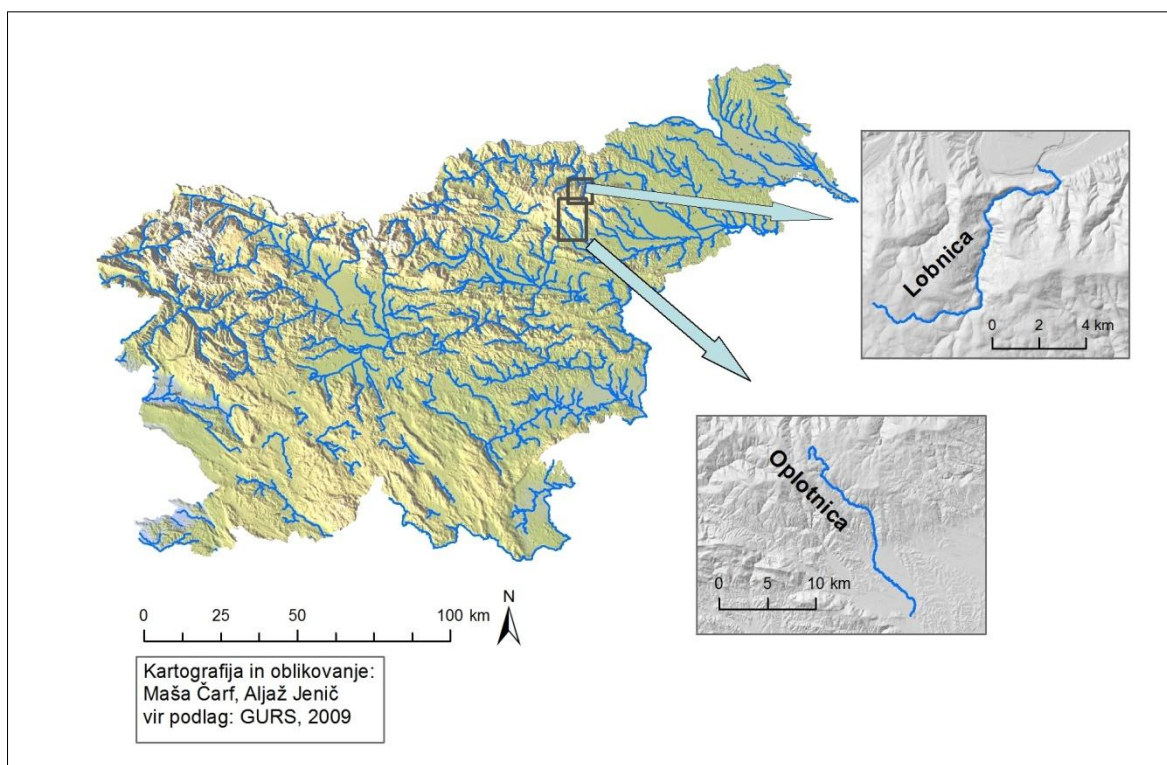 Lobnica
0 2 4 km
Oplotnica
0 5 10 km
0 25 50 100 km
N
Kartografija in oblikovanje:
Maša Čarf, Aljaž Jenič
vir podlag: GURS, 2009